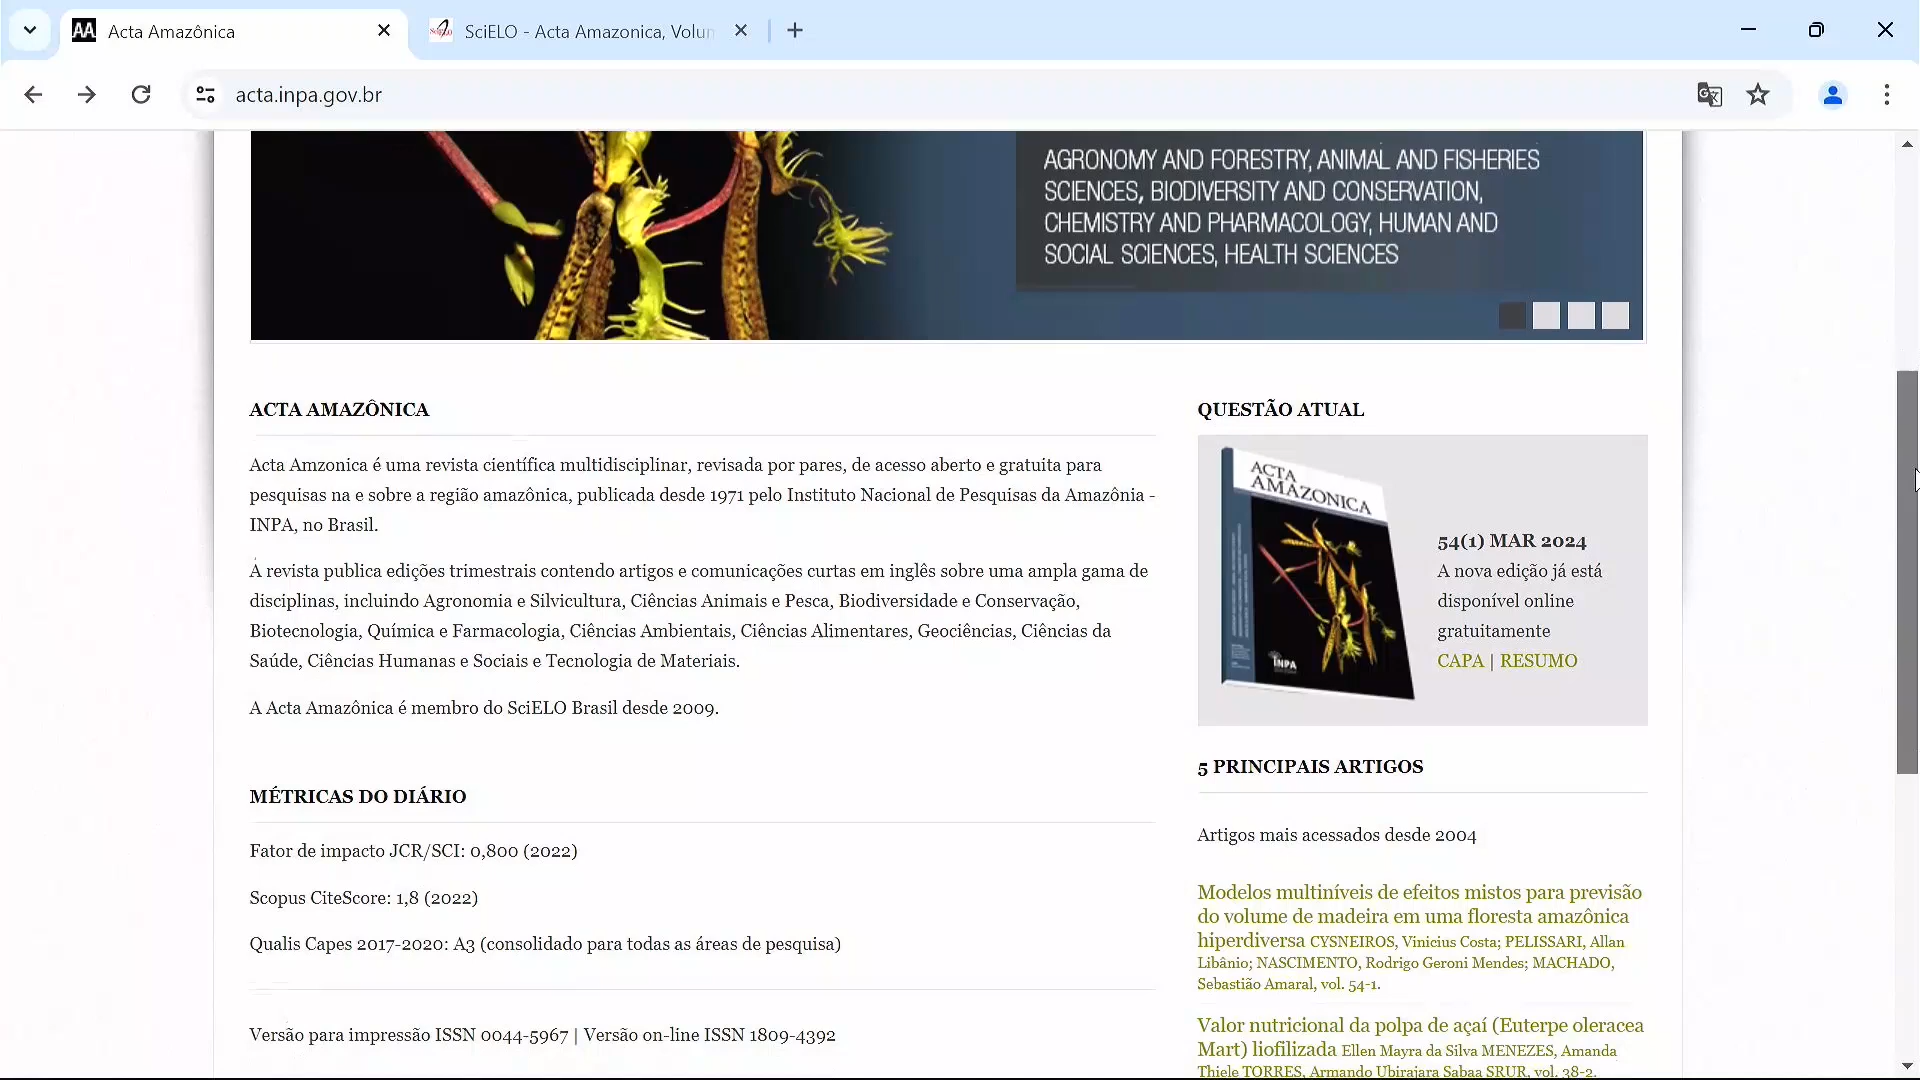 Acta Amazônica
SciELO - Acta Amazonica, Volun
acta.inpa.gov.br
AGRONOMY AND FORESTRY, ANIMAL AND FISHERIES
SCIENCES, BIODIVERSITY AND CONSERVATION,
CHEMISTRY AND PHARMACOLOGY, HUMAN AND
SOCIAL SCIENCES, HEALTH SCIENCES
ACTA AMAZÔNICA
Acta Amzonica é uma revista científica multidisciplinar, revisada por pares, de acesso aberto e gratuita para
pesquisas na e sobre a região amazônica, publicada desde 1971 pelo Instituto Nacional de Pesquisas da Amazônia -
INPA, no Brasil.
A revista publica edições trimestrais contendo artigos e comunicações curtas em inglês sobre uma ampla gama de
disciplinas, incluindo Agronomia e Silvicultura, Ciências Animais e Pesca, Biodiversidade e Conservação,
Biotecnologia, Química e Farmacologia, Ciências Ambientais, Ciências Alimentares, Geociências, Ciências da
Saúde, Ciências Humanas e Sociais e Tecnologia de Materiais.
A Acta Amazônica é membro do SciELO Brasil desde 2009.
MÉTRICAS DO DIÁRIO
Fator de impacto JCR/SCI: 0,800 (2022)
Scopus CiteScore: 1,8 (2022)
Qualis Capes 2017-2020: A3 (consolidado para todas as áreas de pesquisa)
Versão para impressão ISSN 0044-5967 | Versão on-line ISSN 1809-4392
QUESTÃO ATUAL
ACTA
AMAZONICA
INPA
54(1) MAR 2024
A nova edição já está
disponível online
gratuitamente
CAPA | RESUMO
5 PRINCIPAIS ARTIGOS
Artigos mais acessados desde 2004
Modelos multiníveis de efeitos mistos para previsão
do volume de madeira em uma floresta amazônica
hiperdiversa CYSNEIROS, Vinicius Costa; PELISSARI, Allan
Libânio; NASCIMENTO, Rodrigo Geroni Mendes; MACHADO,
Sebastião Amaral, vol. 54-1.
Valor nutricional da polpa de açaí (Euterpe oleracea
Mart) liofilizada Ellen Mayra da Silva MENEZES, Amanda
Thiele TORRES, Armando Ubirajara Sabaa SRUR, vol. 38-2.